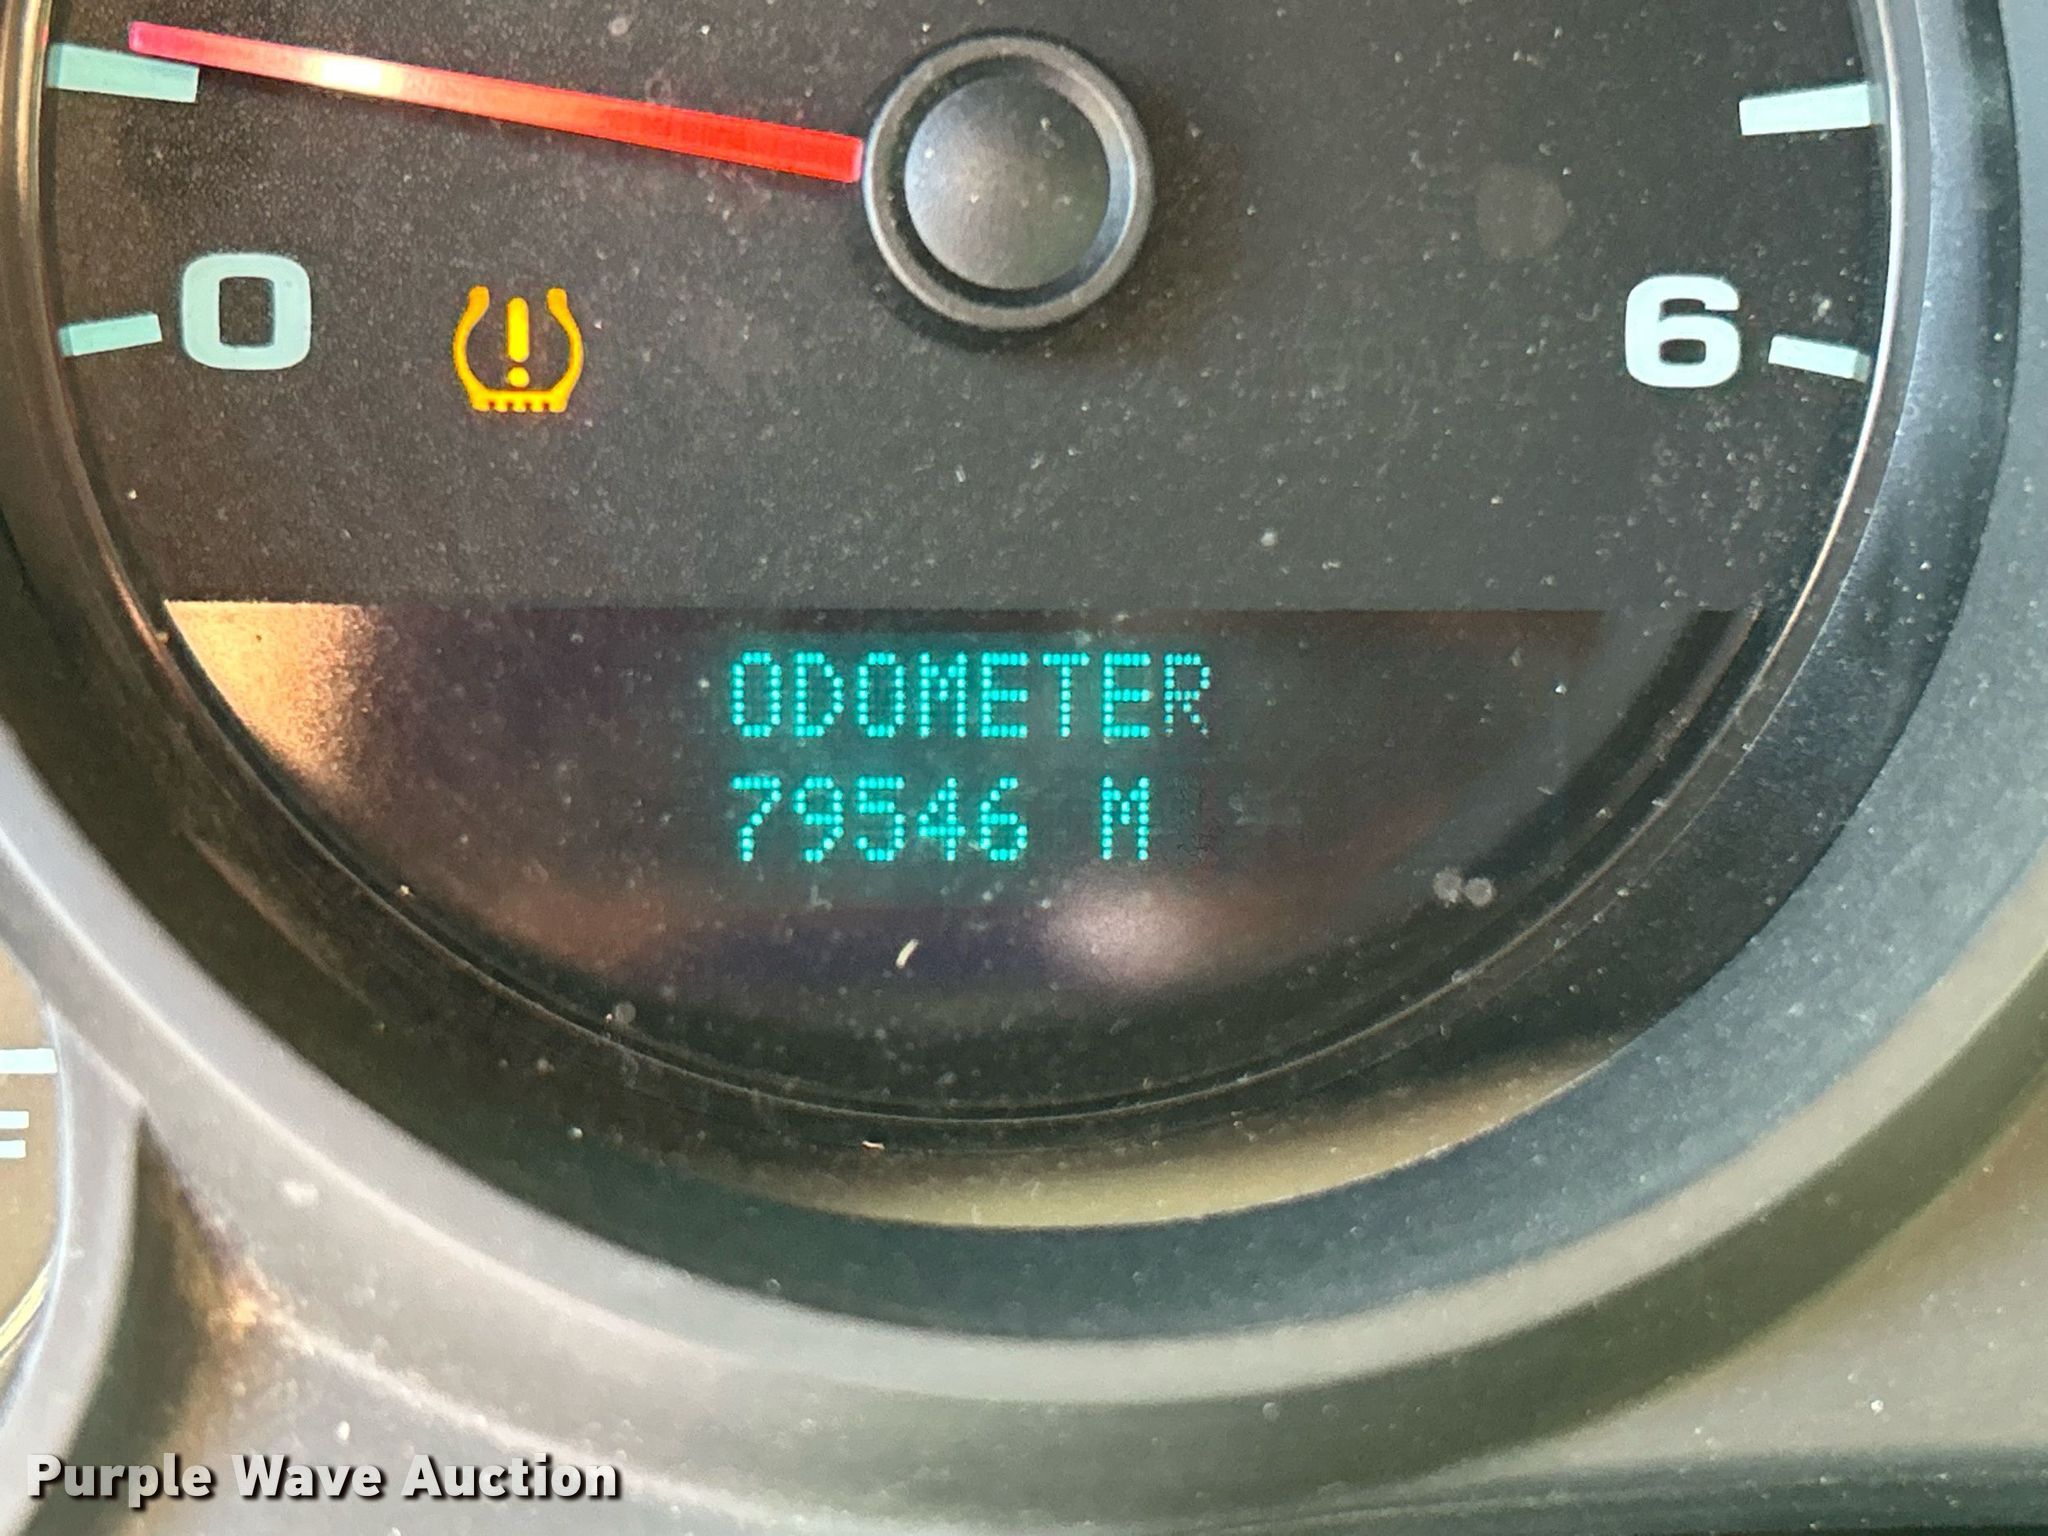 0
6
ODOMETER
79546 M
Purple Wave Auction